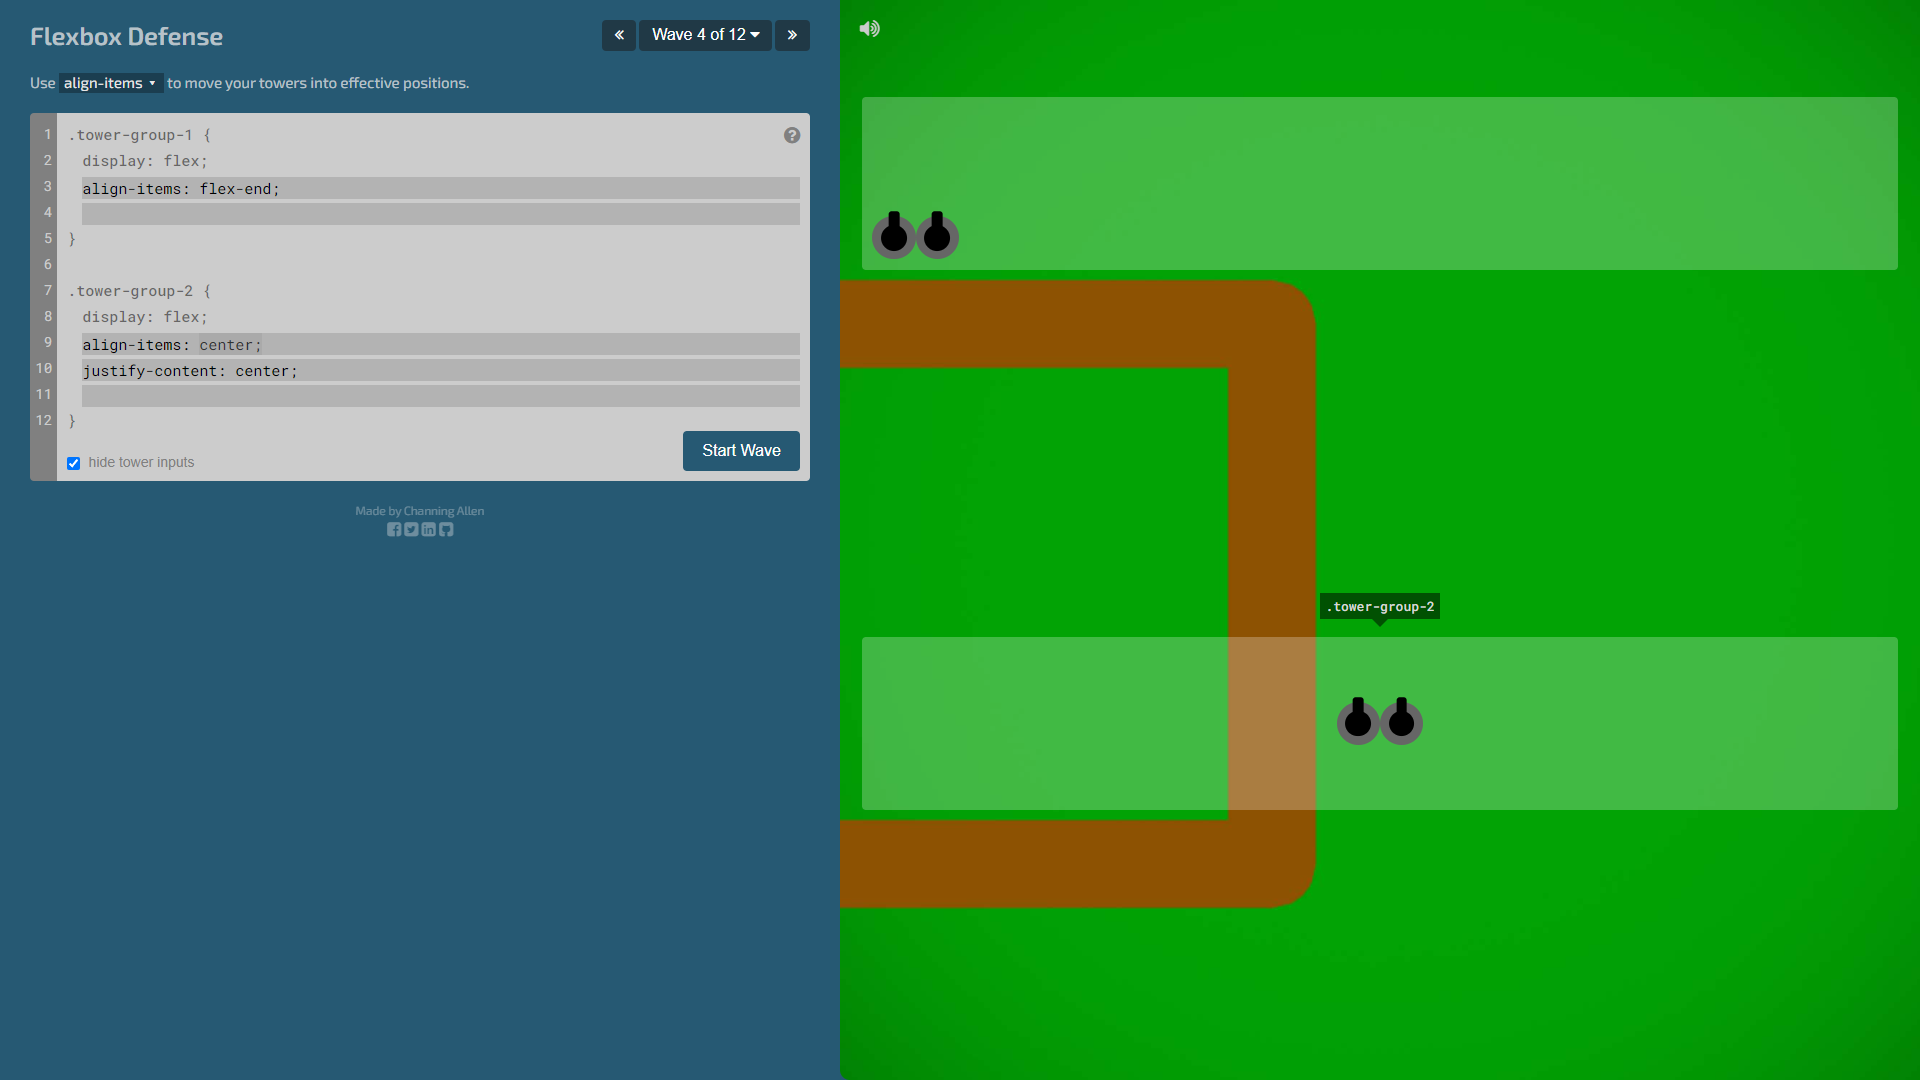 Flexbox Defense
« Wave 4 of 12 »
Use align-items to move your towers into effective positions.
1 .tower-group-1 {
2 display: flex;
3 align-items: flex-end;
4
5 }
6
7 .tower-group-2 {
8 display: flex;
9 align-items: center;
10 justify-content: center;
11
12 }
hide tower inputs
Start Wave
Made by Channing Allen
.tower-group-2